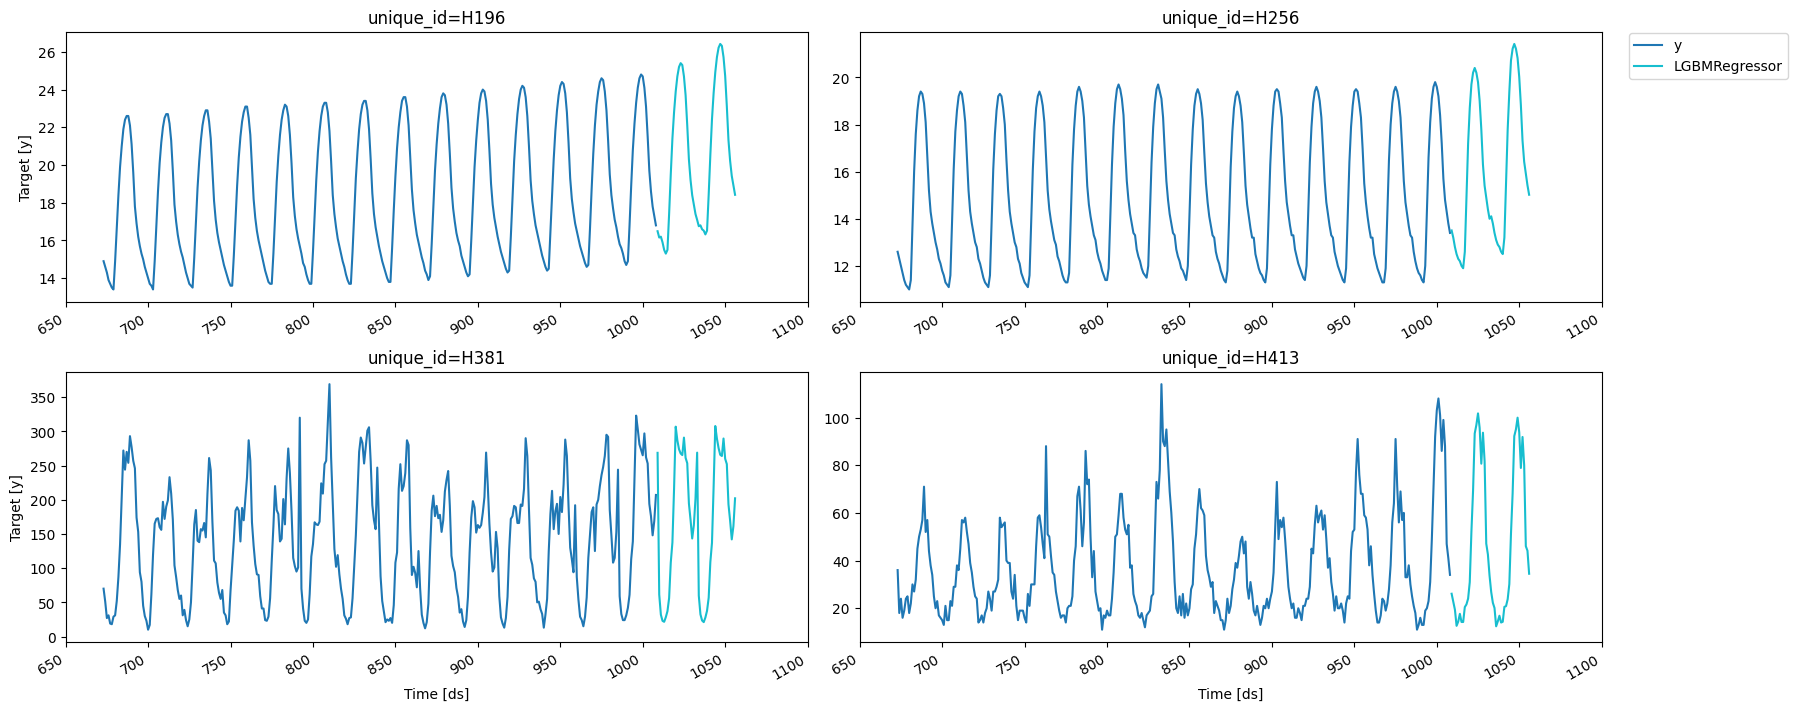 unique_id=H196
Target [y]
26
24
22
20
18
16
14
650 700 750 800 850 900 950 1000 1050 1100
unique_id=H256
20
18
16
14
12
650 700 750 800 850 900 950 1000 1050 1100
y
LGBMRegressor
unique_id=H381
Target [y]
350
300
250
200
150
100
50
0
650 700 750 800 850 900 950 1000 1050 1100
Time [ds]
unique_id=H413
100
80
60
40
20
650 700 750 800 850 900 950 1000 1050 1100
Time [ds]